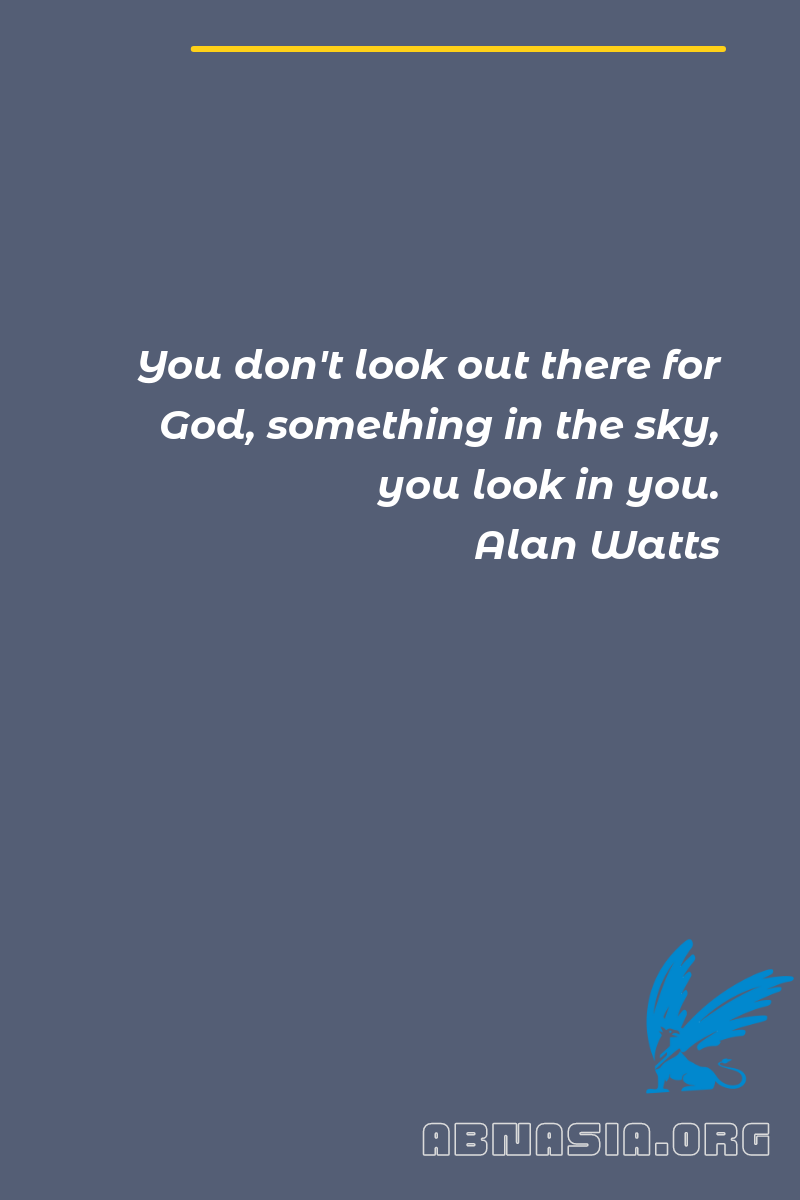 You don't look out there for
God, something in the sky,
you look in you.
Alan Watts
ABNASIA.ORG